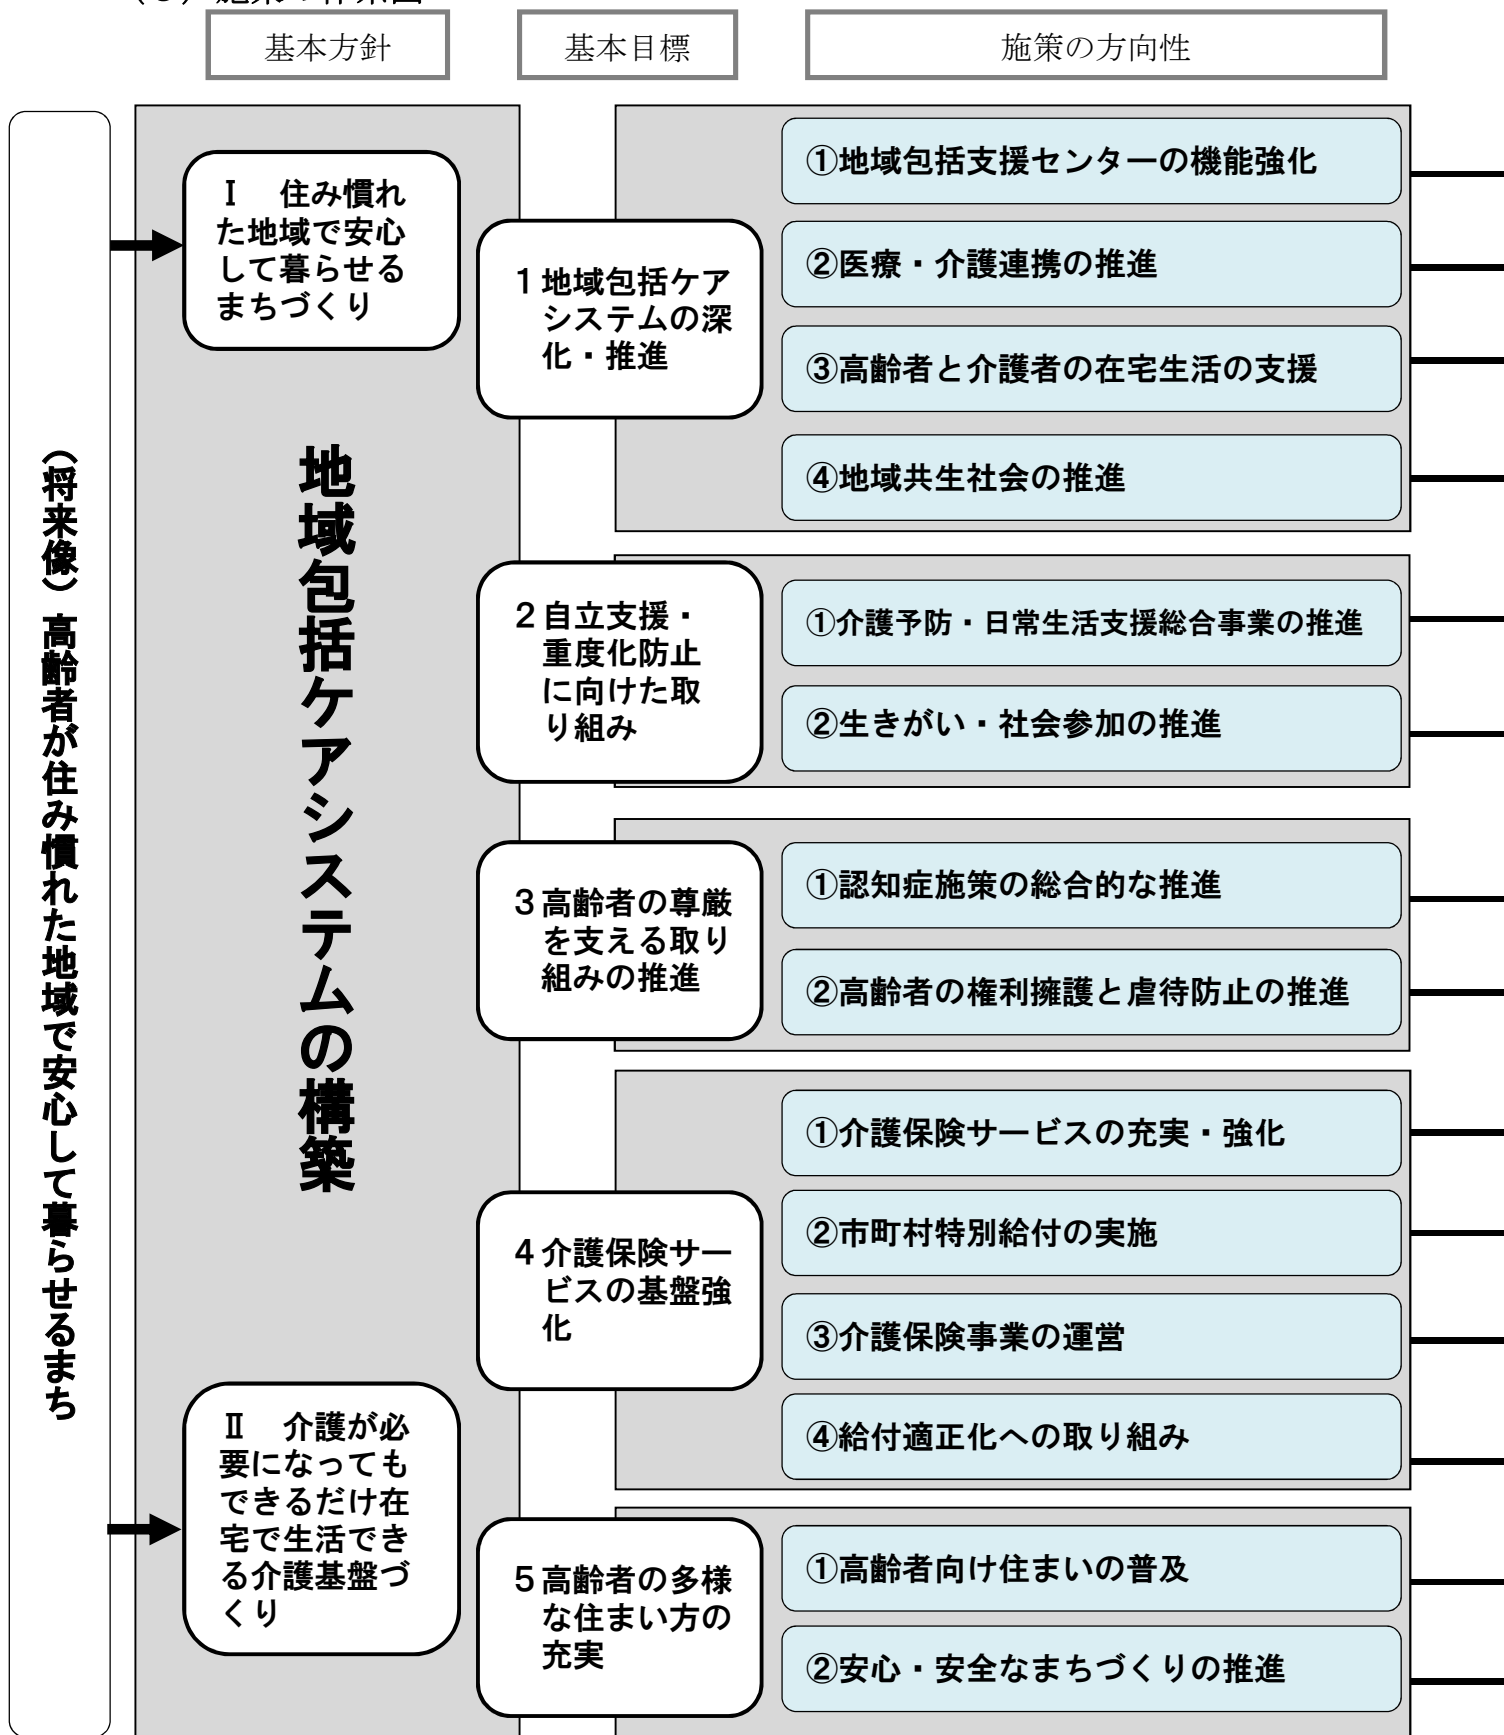 基本方針
基本目標
施策の方向性
（将来像）高齢者が住み慣れた地域で安心して暮らせるまち
Ⅰ　住み慣れ
た地域で安心
して暮らせる
まちづくり
地域包括ケアシステムの構築
Ⅱ　介護が必
要になっても
できるだけ在
宅で生活でき
る介護基盤づ
くり
１地域包括ケア
システムの深
化・推進
①地域包括支援センターの機能強化
②医療・介護連携の推進
③高齢者と介護者の在宅生活の支援
④地域共生社会の推進
２自立支援・
重度化防止
に向けた取
り組み
①介護予防・日常生活支援総合事業の推進
②生きがい・社会参加の推進
３高齢者の尊厳
を支える取り
組みの推進
①認知症施策の総合的な推進
②高齢者の権利擁護と虐待防止の推進
４介護保険サー
ビスの基盤強
化
①介護保険サービスの充実・強化
②市町村特別給付の実施
③介護保険事業の運営
④給付適正化への取り組み
５高齢者の多様
な住まい方の
充実
①高齢者向け住まいの普及
②安心・安全なまちづくりの推進